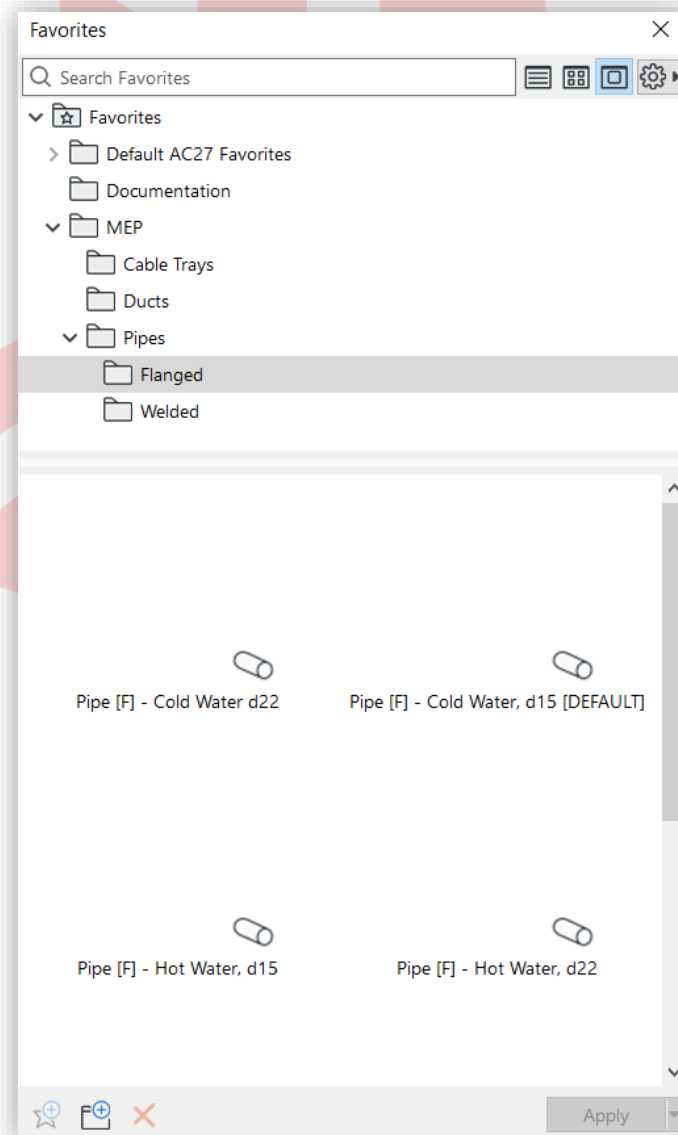 Favorites
Search Favorites
Favorites
Default AC27 Favorites
Documentation
MEP
Cable Trays
Ducts
Pipes
Flanged
Welded
Pipe [F] - Cold Water d22
Pipe [F] - Cold Water, d15 [DEFAULT]
Pipe [F] - Hot Water, d15
Pipe [F] - Hot Water, d22
Apply